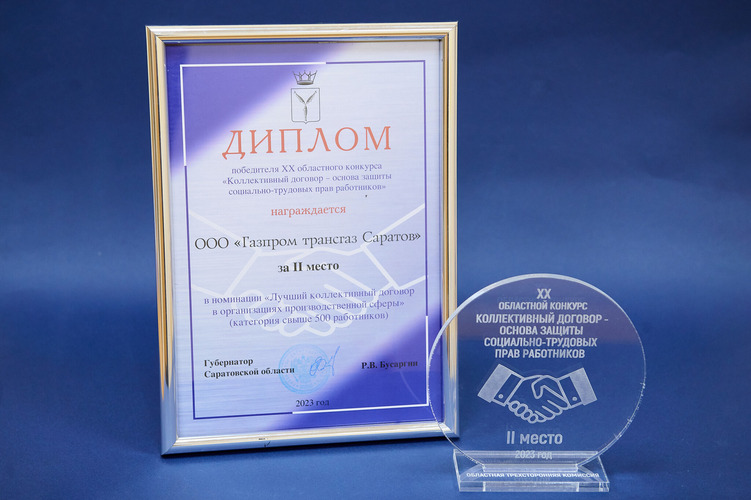 ДИПЛОМ
победителя XX областного конкурса
«Коллективный договор – основа защиты
социально-трудовых прав работников»
награждается
ООО «Газпром трансгаз Саратов»
за II место
в номинации «Лучший коллективный договор
в организациях производственной сферы»
(категория свыше 500 работников)
Губернатор
Саратовской области
Р.В. Бусаргин
2023 год
XX
ОБЛАСТНОЙ КОНКУРС
КОЛЛЕКТИВНЫЙ ДОГОВОР -
ОСНОВА ЗАЩИТЫ
СОЦИАЛЬНО-ТРУДОВЫХ
ПРАВ РАБОТНИКОВ
II место
2023 год
ОБЛАСТНАЯ ТРЕХСТОРОННЯЯ КОМИССИЯ